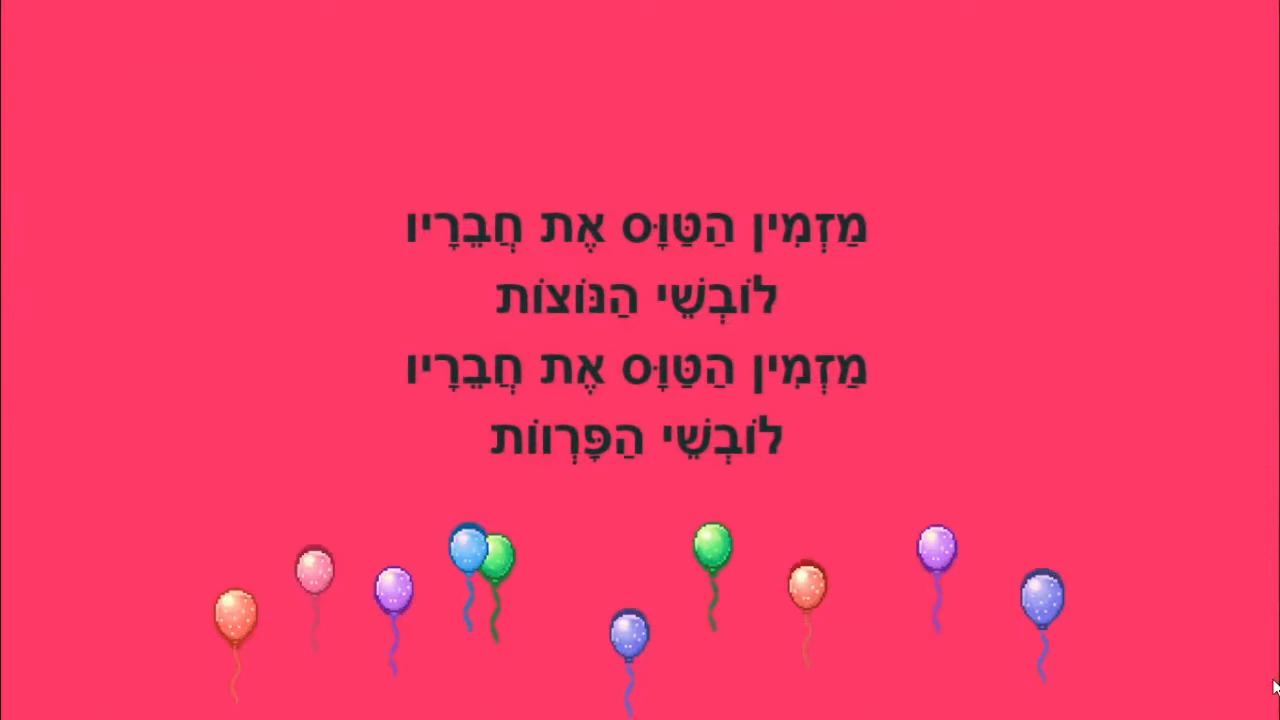 מַזְמִין הַטַּוָּס אֶת חֲבֵרָיו
לוֹבְשֵׁי הַנּוֹצוֹת
מַזְמִין הַטַּוָּס אֶת חֲבֵרָיו
לוֹבְשֵׁי הַפָּרְווֹת